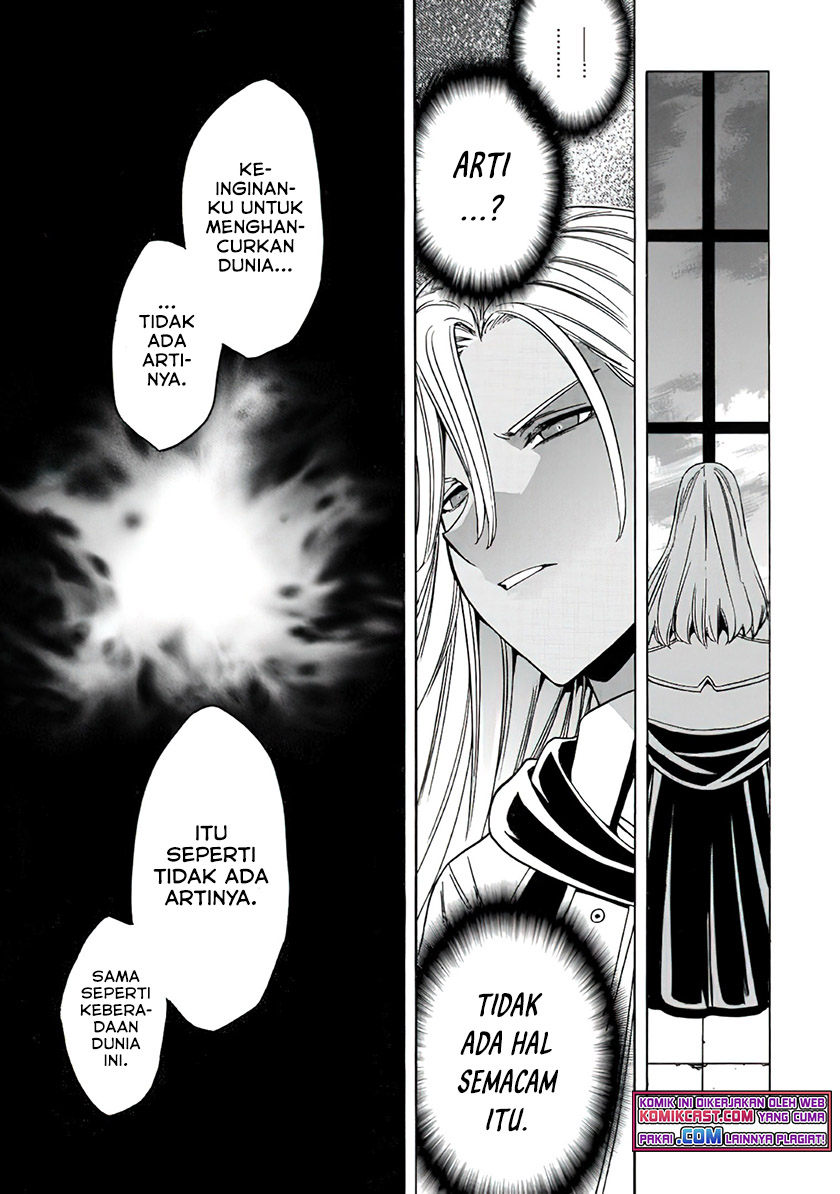 ......—
ARTI
...?
TIDAK
ADA HAL
SEMACAM
ITU.
KE-
INGINAN-
KU UNTUK
MENGHAN-
CURKAN
DUNIA...
...
TIDAK
ADA
ARTI-
NYA.
ITU
SEPERTI
TIDAK ADA
ARTINYA.
SAMA
SEPERTI
KEBERA-
DAAN
DUNIA
INI.
KOMIK INI DIKERJAKAN OLEH WEB
KOMIKCAST.COM YANG CUMA
PAKAI .COM LAINNYA PLAGIAT!